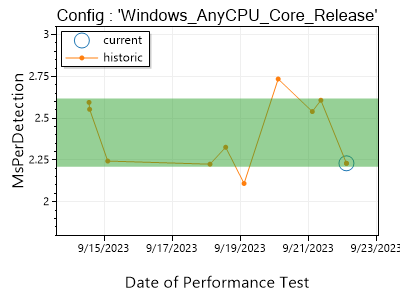 Config : 'Windows_AnyCPU_Core_Release'
3
2.75
2.5
2.25
2
MsPerDetection
current
historic
9/15/2023
9/17/2023
9/19/2023
9/21/2023
9/23/2023
Date of Performance Test